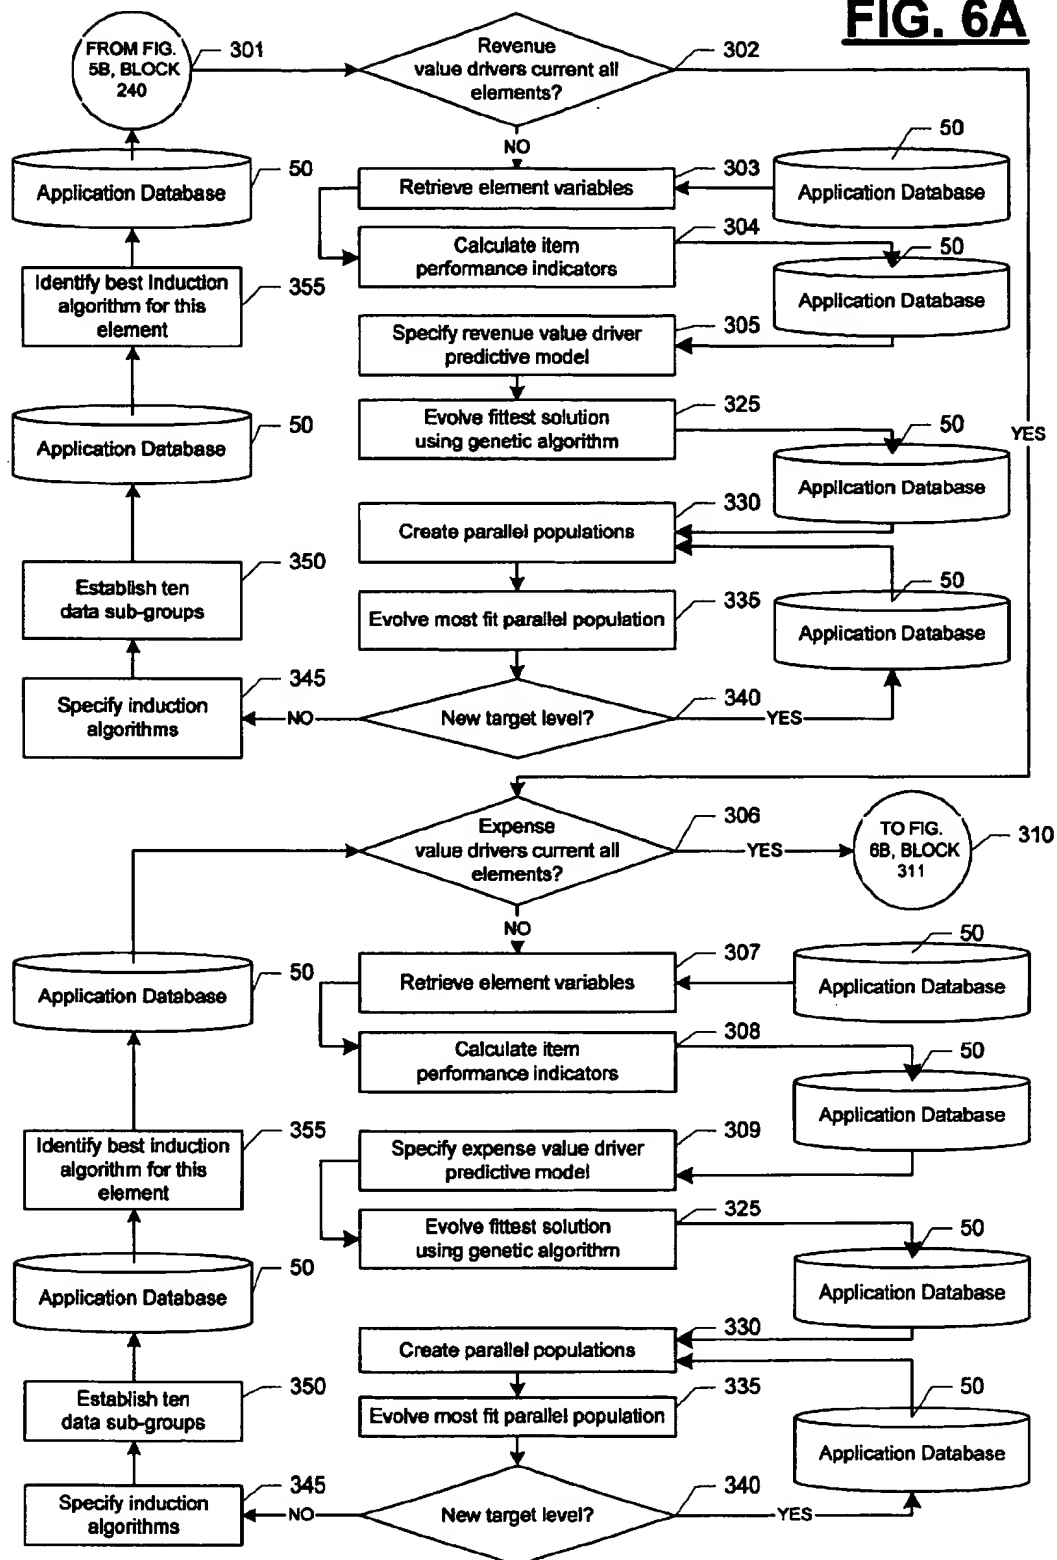 FIG. 6A
FROM FIG.
5B, BLOCK
240
301
Revenue
value drivers current all
elements?
302
NO
50
Application Database
Retrieve element variables
303
50
Application Database
Calculate item
performance indicators
304
50
Application Database
Identify best Induction
algorithm for this
element
355
Specify revenue value driver
predictive model
305
50
Application Database
Evolve fittest solution
using genetic algorithm
325
50
Application Database
YES
Create parallel populations
330
Establish ten
data sub-groups
350
Evolve most fit parallel population
335
50
Application Database
Specify induction
algorithms
345
NO
New target level?
340
YES
Expense
value drivers current all
elements?
306
YES
TO FIG.
6B, BLOCK
311
310
NO
50
Application Database
Retrieve element variables
307
50
Application Database
Calculate item
performance indicators
308
50
Application Database
Identify best induction
algorithm for this
element
355
Specify expense value driver
predictive model
309
Evolve fittest solution
using genetic algorithm
325
50
Application Database
50
Application Database
Create parallel populations
330
Establish ten
data sub-groups
350
Evolve most fit parallel population
335
50
Application Database
Specify induction
algorithms
345
NO
New target level?
340
YES